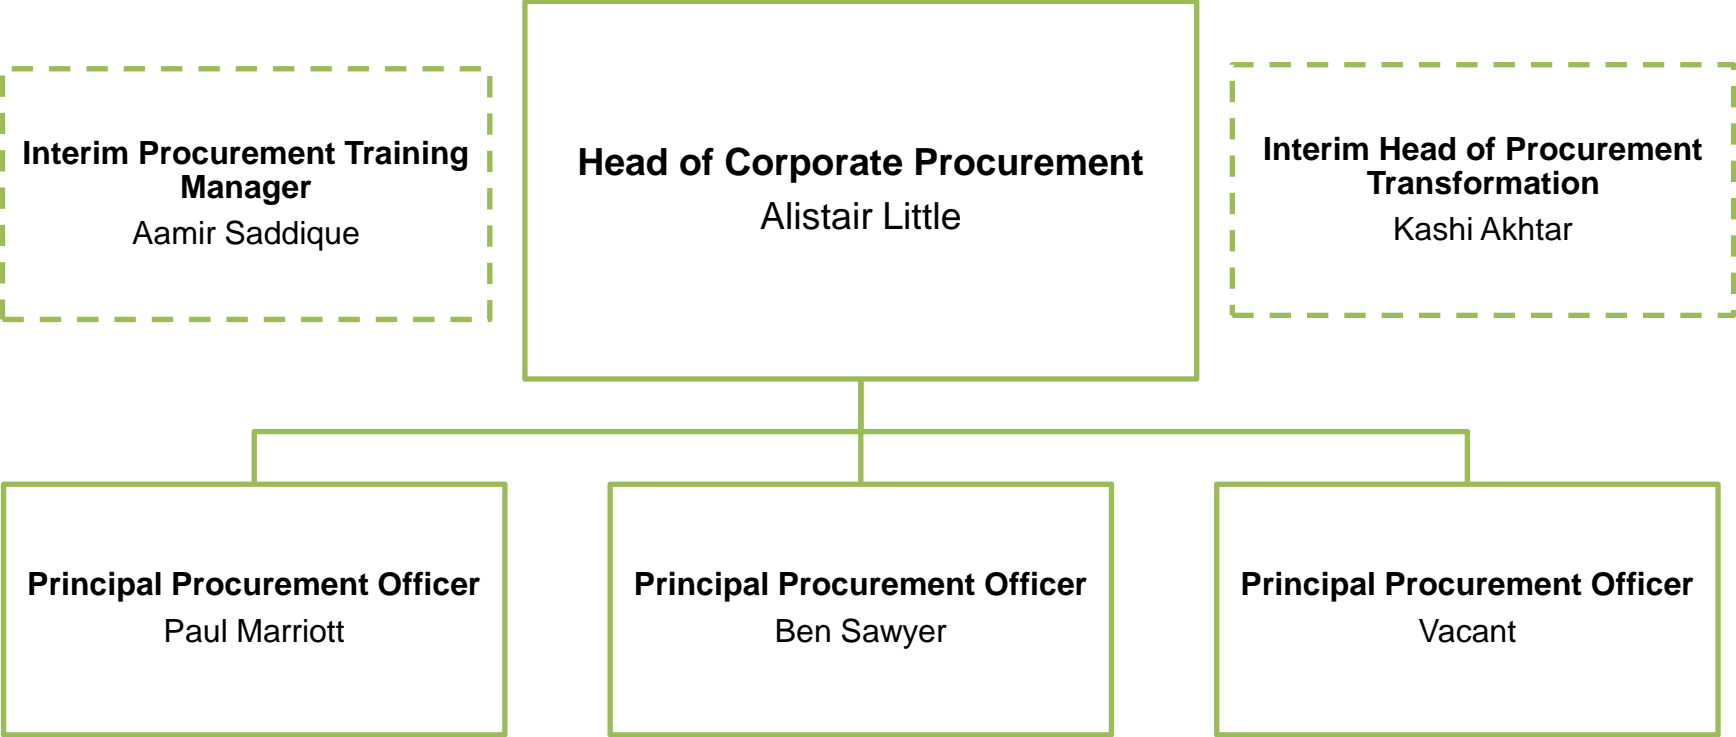 Interim Procurement Training
Manager
Aamir Saddique
Head of Corporate Procurement
Alistair Little
Interim Head of Procurement
Transformation
Kashi Akhtar
Principal Procurement Officer
Paul Marriott
Principal Procurement Officer
Ben Sawyer
Principal Procurement Officer
Vacant